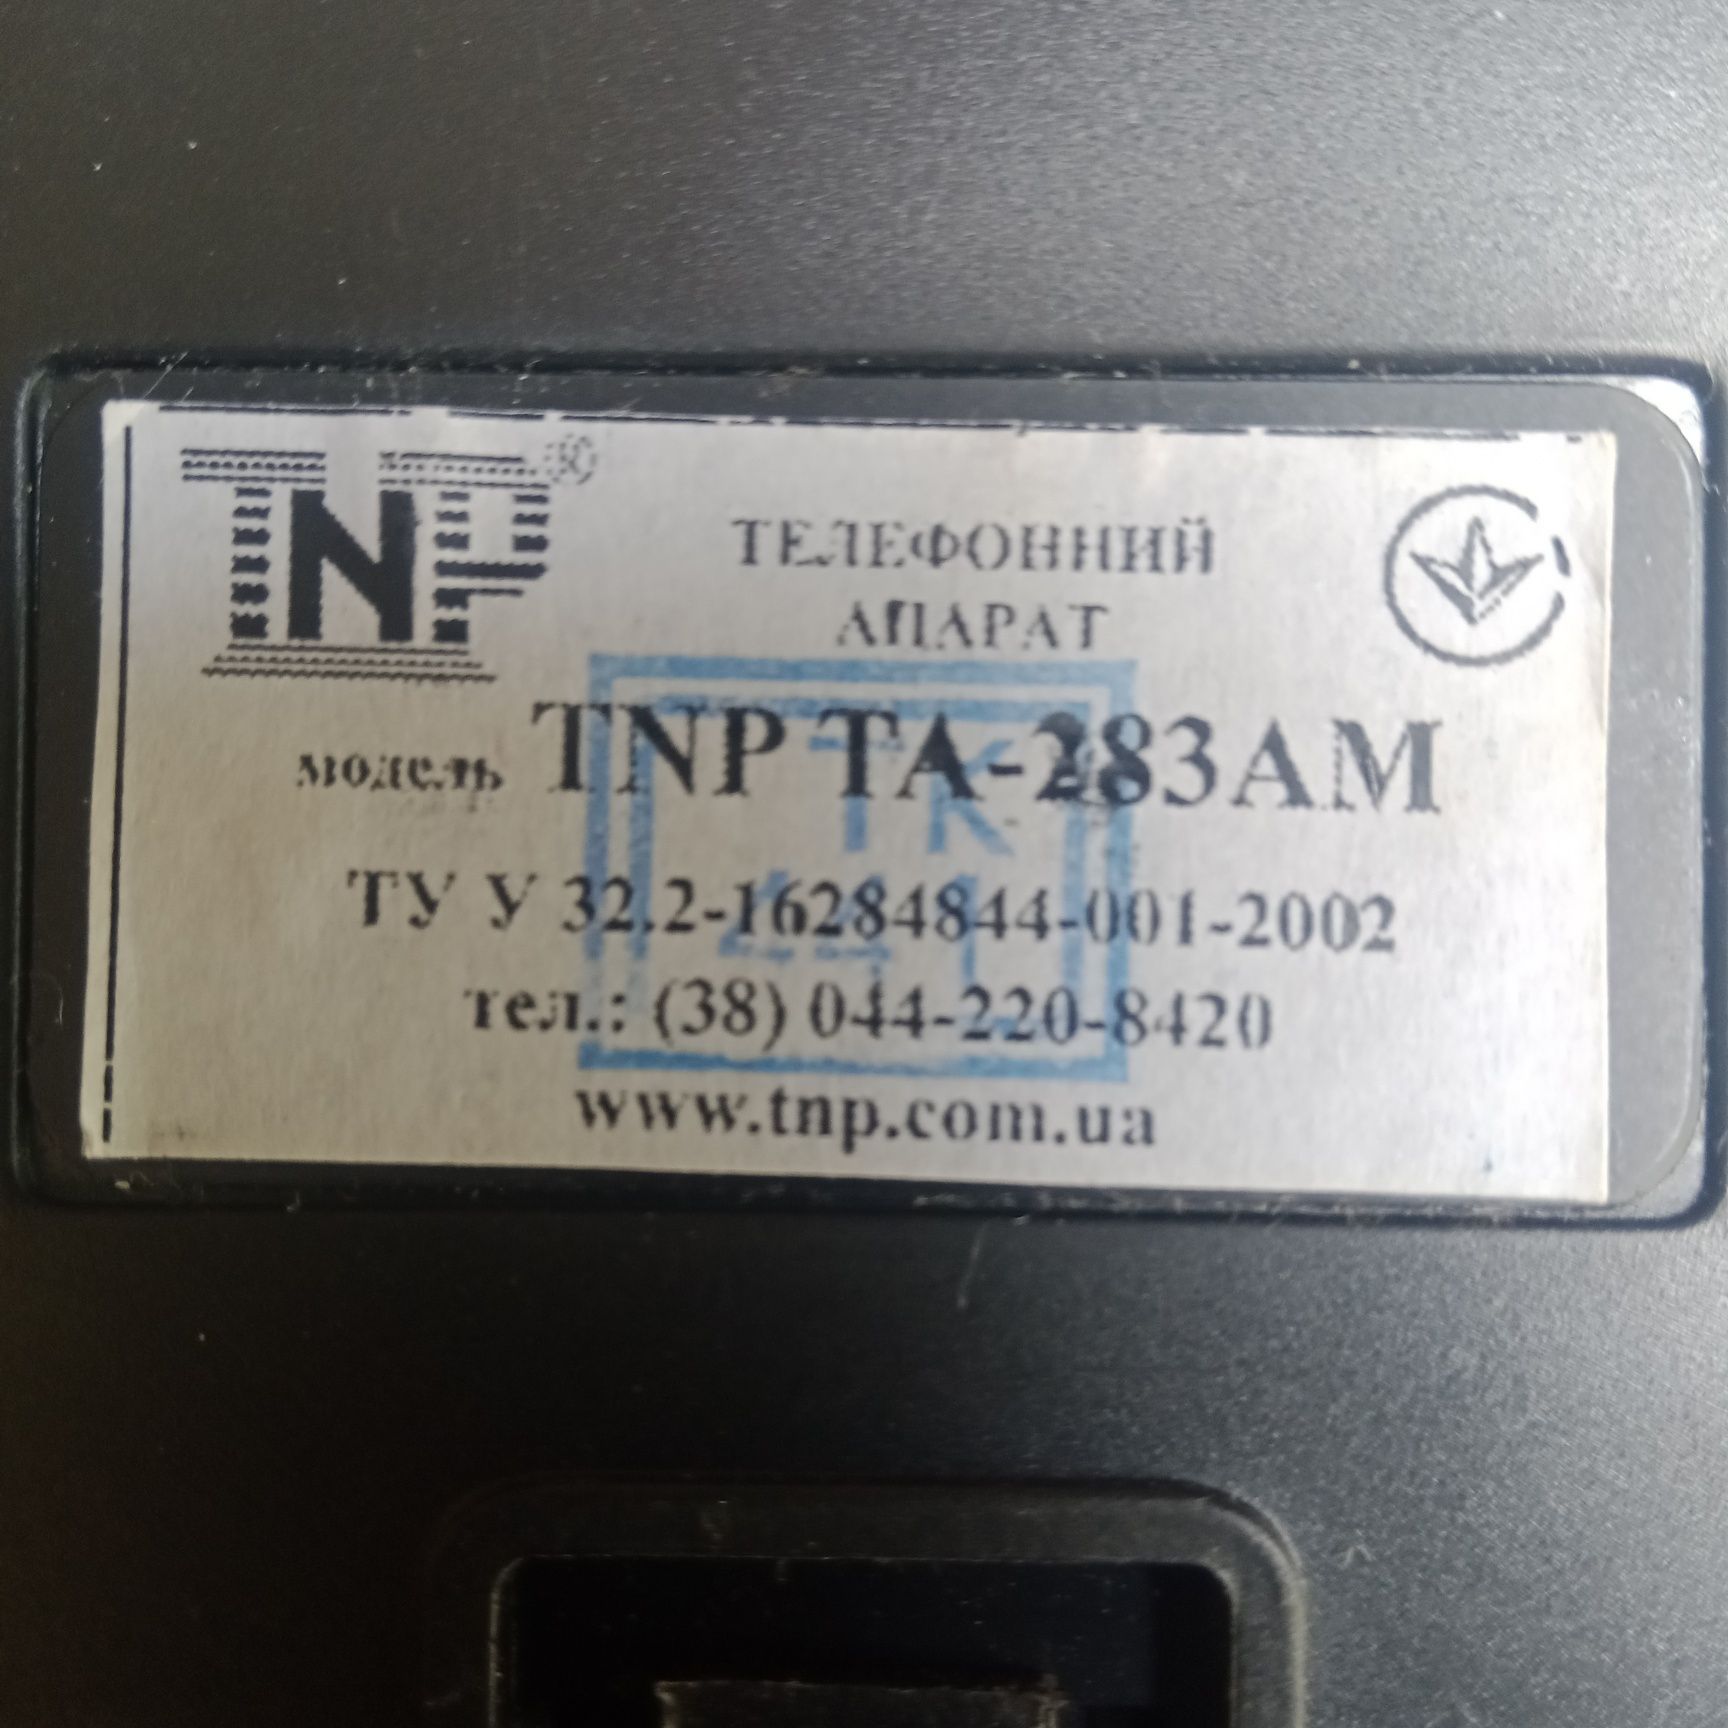 TNP®
ТЕЛЕФОННИЙ
АПАРАТ
модель TNP TA-283AM
ТУ У 32.2-16284844-001-2002
тел.: (38) 044-220-8420
www.tnp.com.ua
ТК